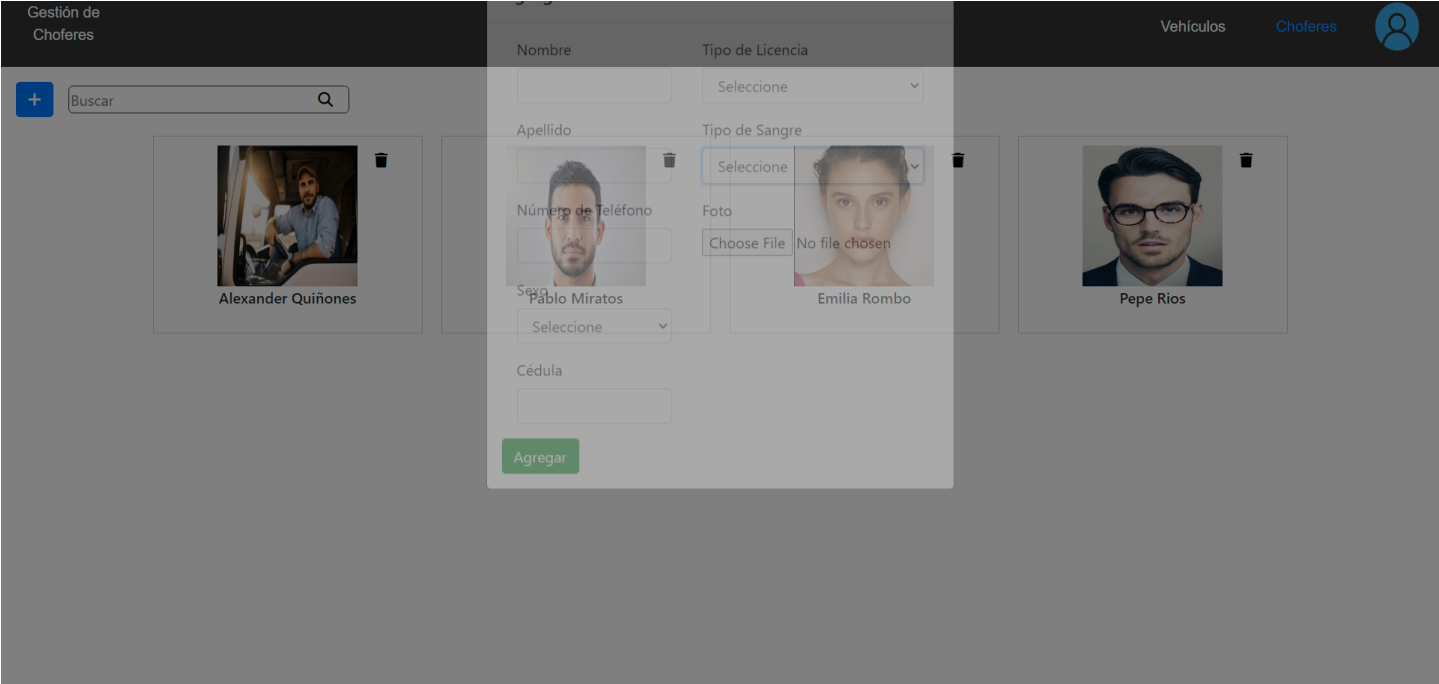 Gestión de
Choferes
Vehículos
Choferes
Nombre
Tipo de Licencia
Seleccione
+
Buscar
Apellido
Tipo de Sangre
Seleccione
Número de Teléfono
Foto
Choose File No file chosen
Sexo
Alexander Quiñones
Pablo Miratos
Emilia Rombo
Pepe Rios
Seleccione
Cédula
Agregar